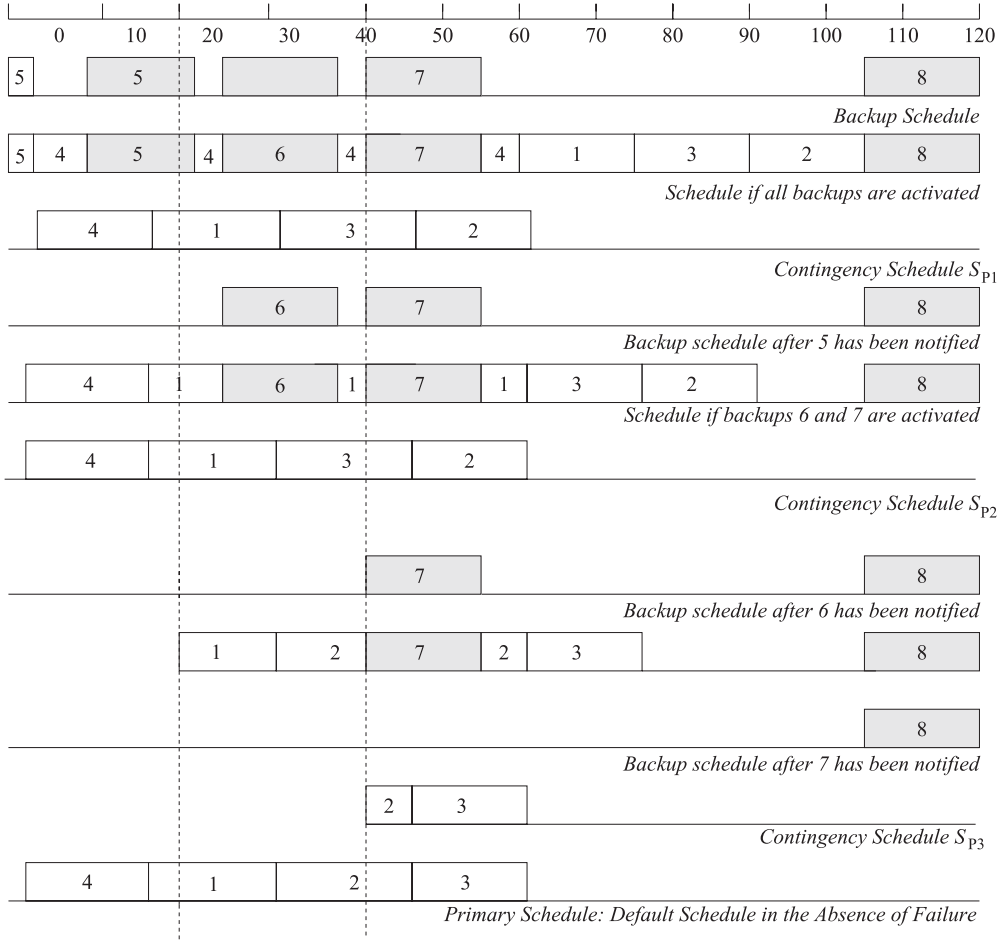 0 10 20 30 40 50 60 70 80 90 100 110 120
5 5 7 8
Backup Schedule
5 4 5 4 6 4 7 4 1 3 2 8
Schedule if all backups are activated
4 1 3 2
Contingency Schedule SP1
6 7 8
Backup schedule after 5 has been notified
4 1 6 1 7 1 3 2 8
Schedule if backups 6 and 7 are activated
4 1 3 2
Contingency Schedule SP2
7 8
Backup schedule after 6 has been notified
1 2 7 2 3 8
8
Backup schedule after 7 has been notified
2 3
Contingency Schedule SP3
4 1 2 3
Primary Schedule: Default Schedule in the Absence of Failure